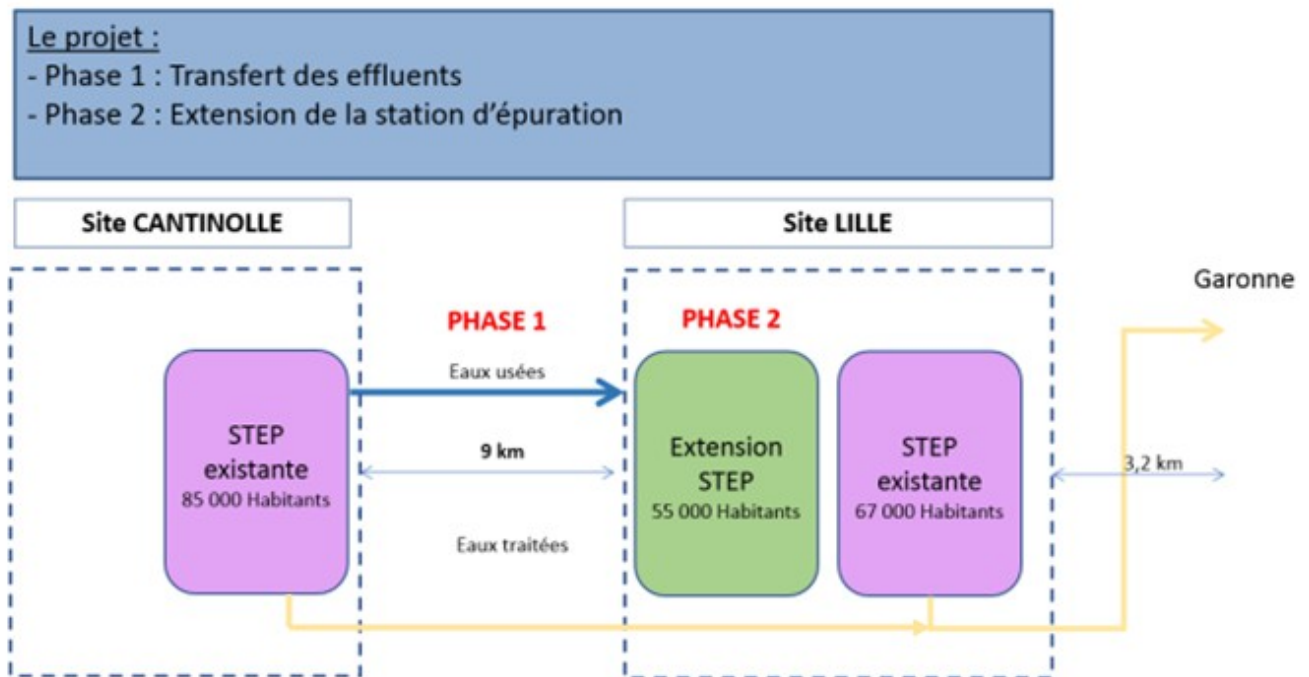 Le projet :
- Phase 1 : Transfert des effluents
- Phase 2 : Extension de la station d’épuration
Site CANTINOLLE
Site LILLE
Garonne
PHASE 1
PHASE 2
Eaux usées
STEP
existante
85 000 Habitants
9 km
Extension
STEP
55 000 Habitants
STEP
existante
67 000 Habitants
3,2 km
Eaux traitées